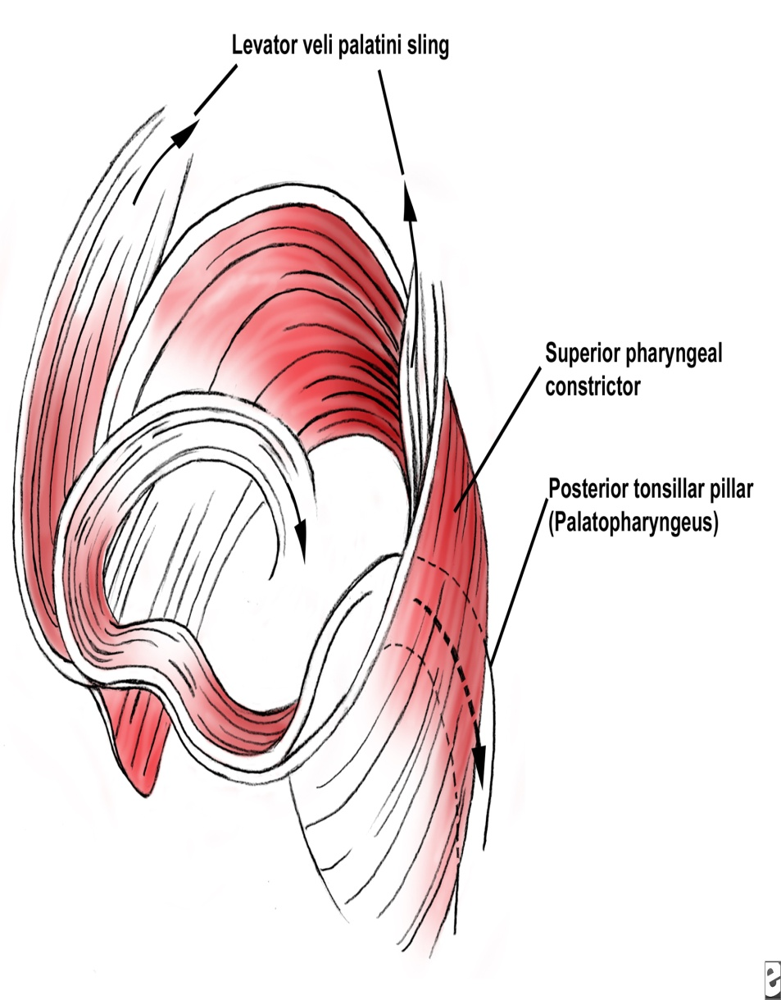 Levator veli palatini sling
Superior pharyngeal
constrictor
Posterior tonsillar pillar
(Palatopharyngeus)
e